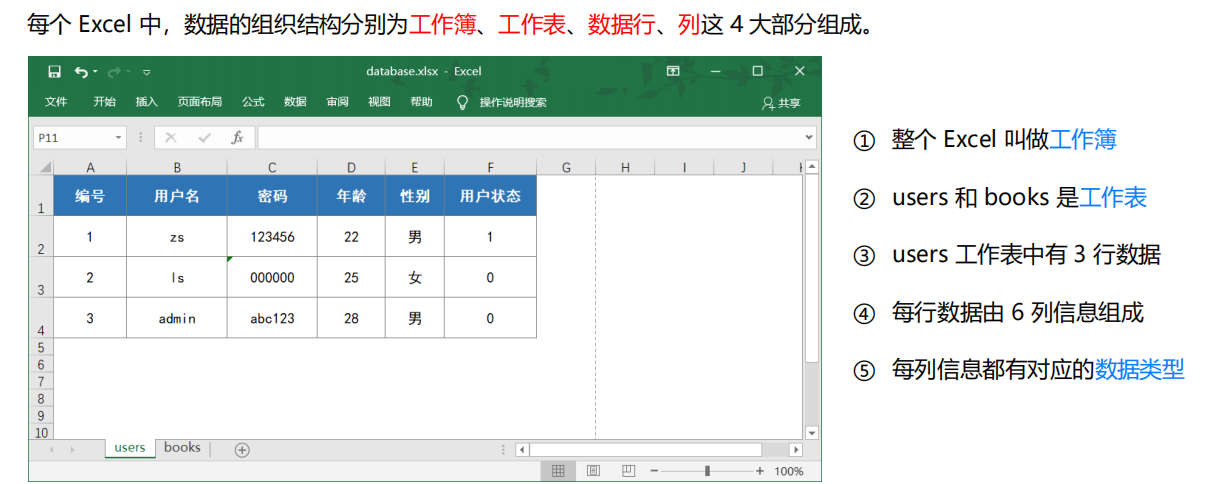 每个 Excel 中，数据的组织结构分别为工作簿、工作表、数据行、列这 4 大部分组成。
database.xlsx - Excel
文件 开始 插入 页面布局 公式 数据 审阅 视图 帮助 操作说明搜索 共享
P11 fx
A B C D E F G H I J
1 编号 用户名 密码 年龄 性别 用户状态
2 1 zs 123456 22 男 1
3 2 ls 000000 25 女 0
4 3 admin abc123 28 男 0
5
6
7
8
9
10
users books
100%
① 整个 Excel 叫做工作簿
② users 和 books 是工作表
③ users 工作表中有 3 行数据
④ 每行数据由 6 列信息组成
⑤ 每列信息都有对应的数据类型